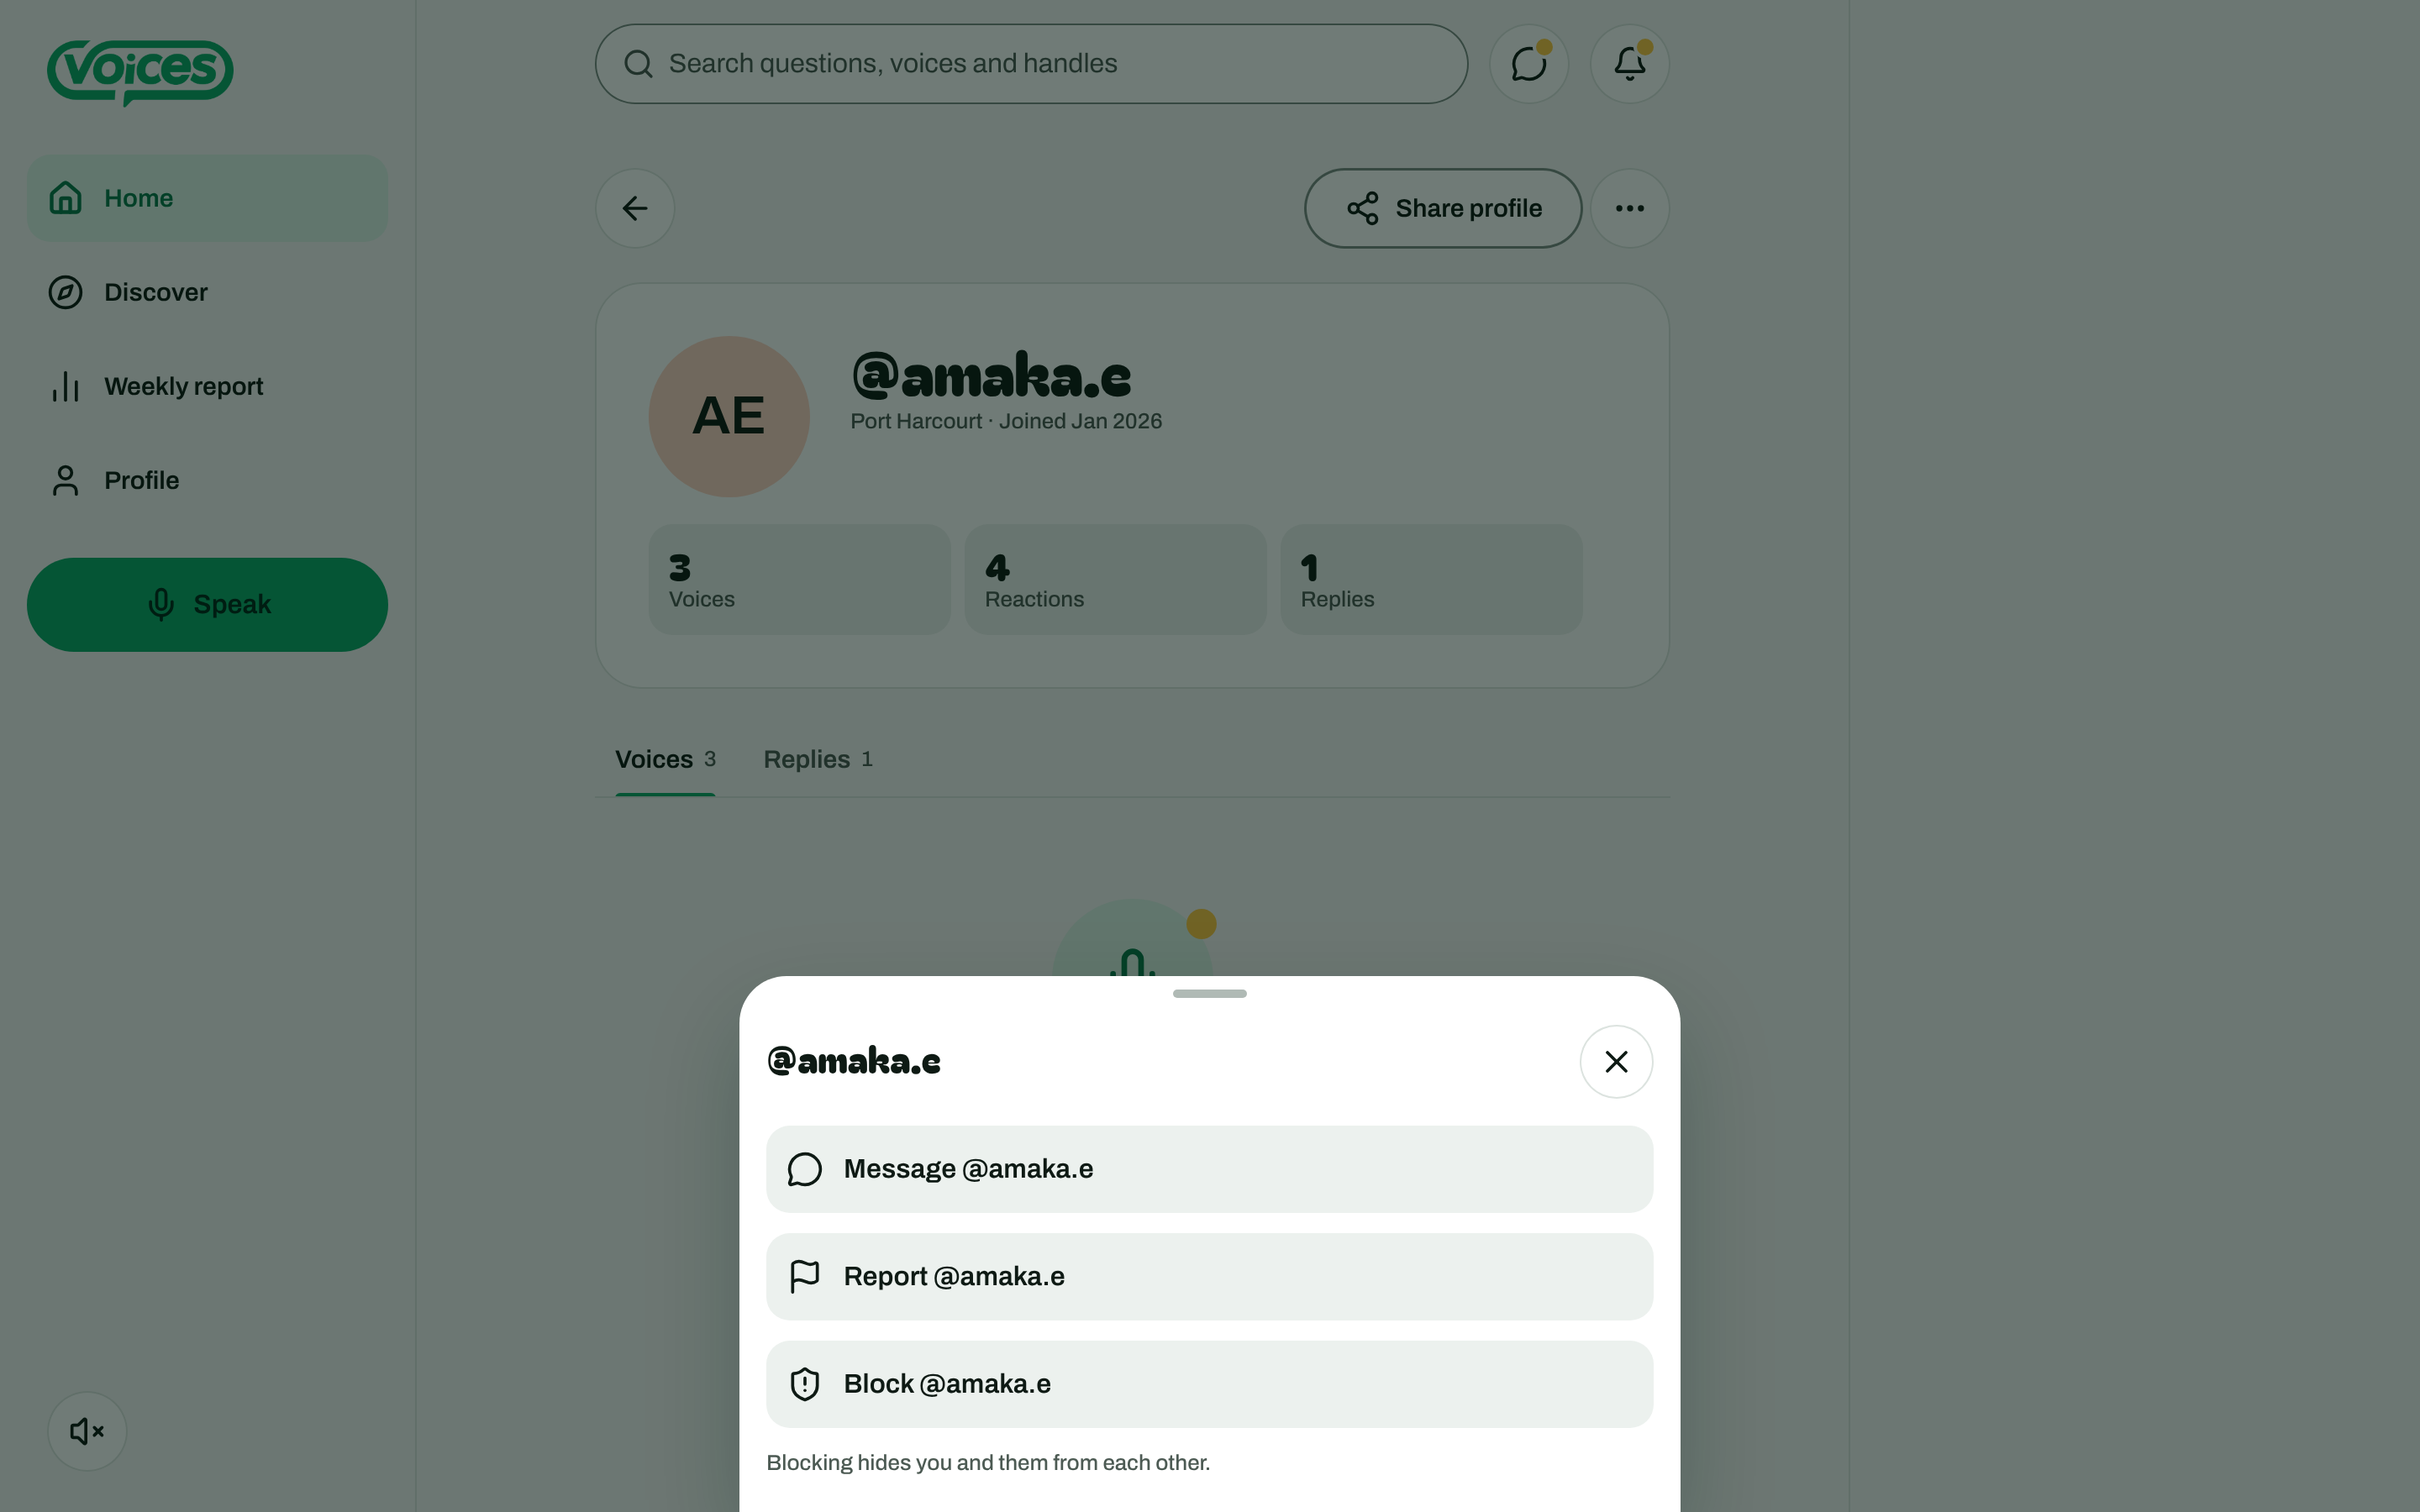 voices
Search questions, voices and handles
Home
Discover
Weekly report
Profile
Speak
Share profile
AE
@amaka.e
Port Harcourt · Joined Jan 2026
3
Voices
4
Reactions
1
Replies
Voices 3
Replies 1
@amaka.e
Message @amaka.e
Report @amaka.e
Block @amaka.e
Blocking hides you and them from each other.